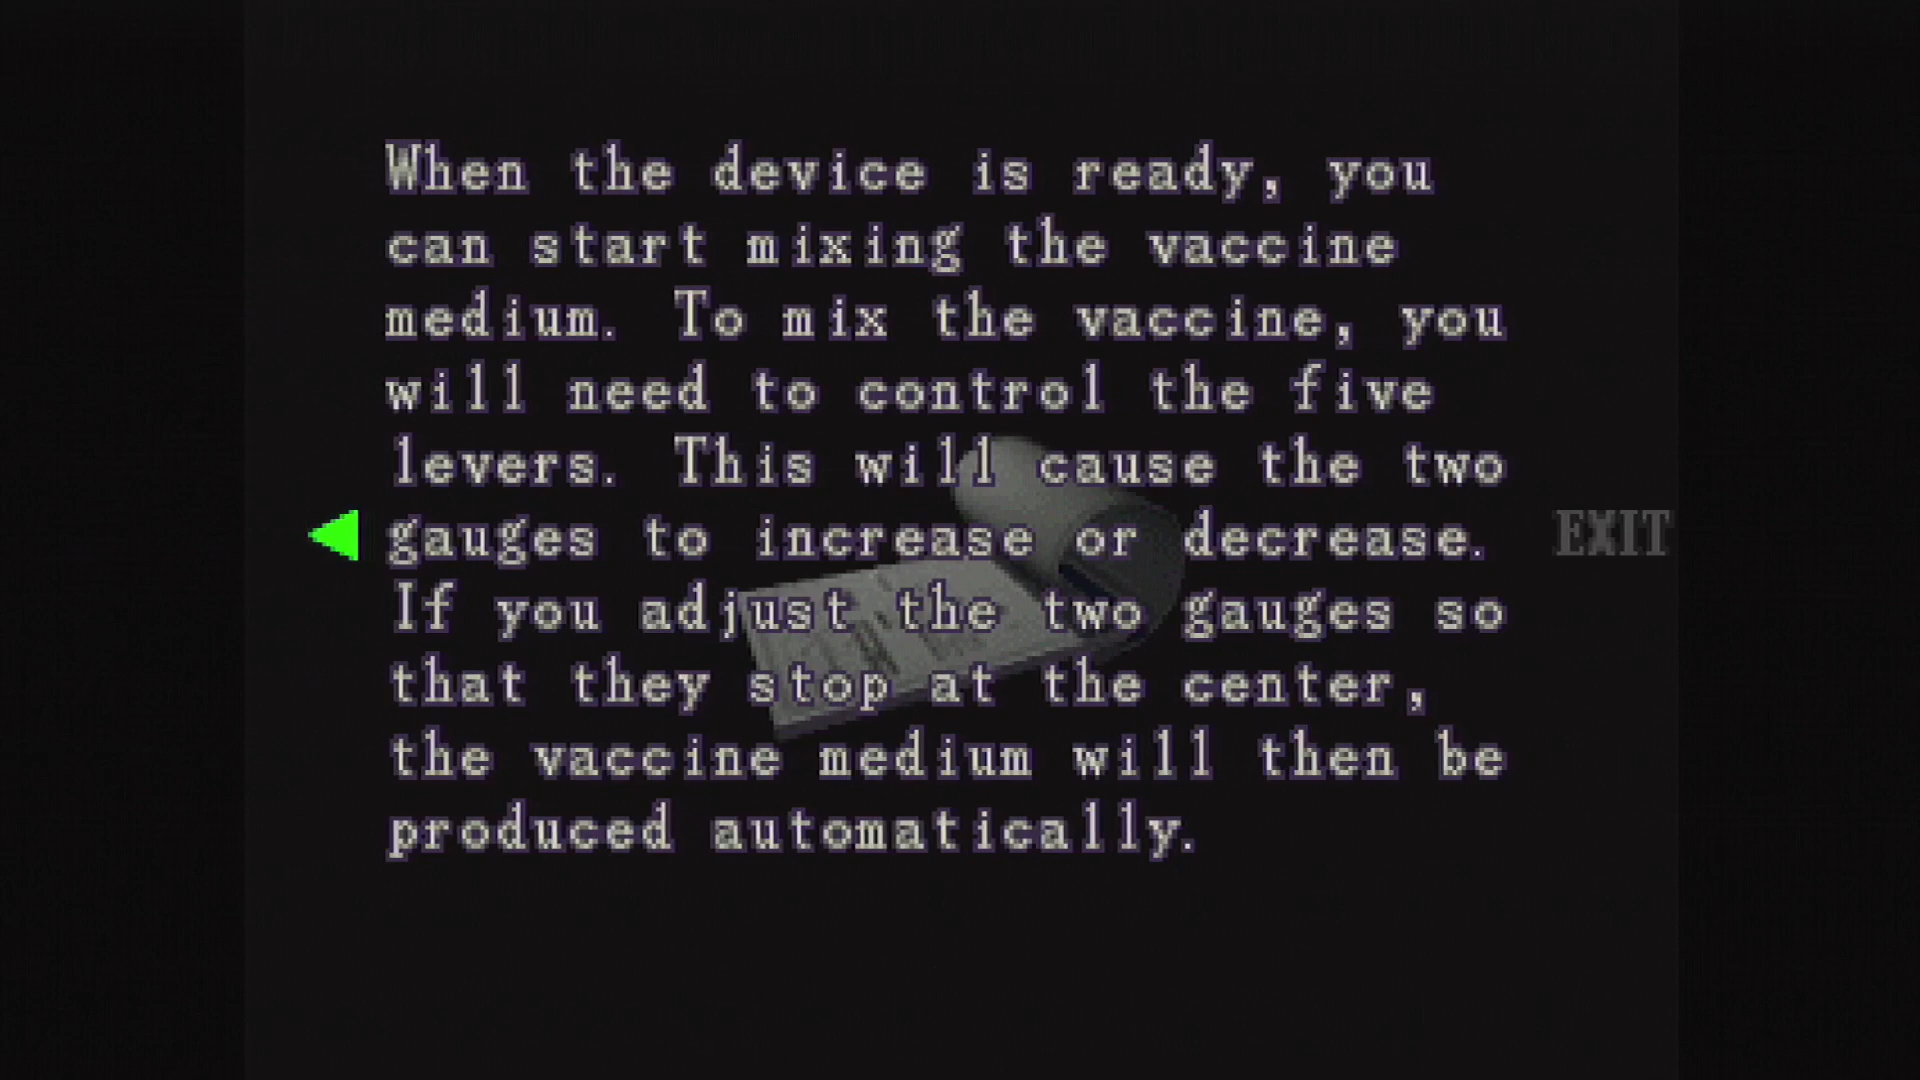 When the device is ready, you
can start mixing the vaccine
medium. To mix the vaccine, you
will need to control the five
levers. This will cause the two
gauges to increase or decrease.
EXIT
If you adjust the two gauges so
that they stop at the center,
the vaccine medium will then be
produced automatically.